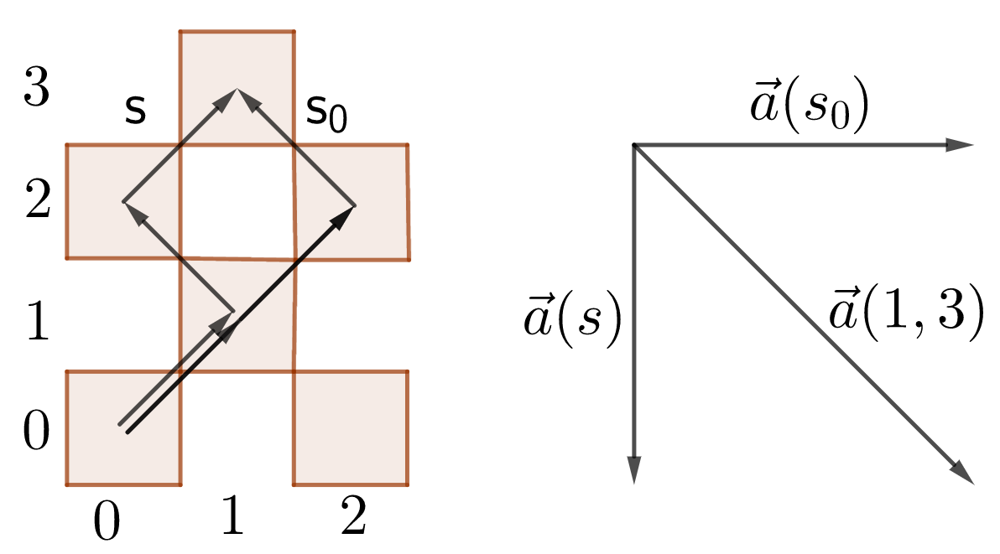 3
s
s₀
2
1
0
0 1 2
a⃗(s₀)
a⃗(s)
a⃗(1, 3)